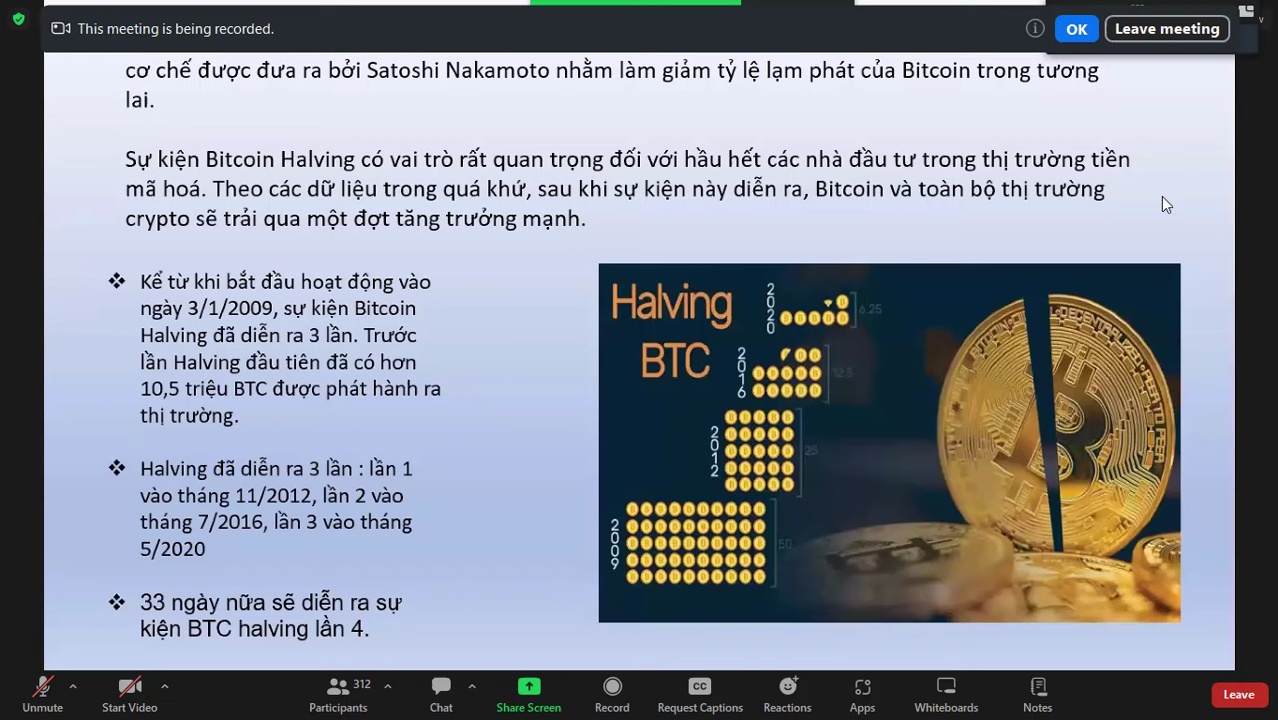 This meeting is being recorded.
OK
Leave meeting
cơ chế được đưa ra bởi Satoshi Nakamoto nhằm làm giảm tỷ lệ lạm phát của Bitcoin trong tương
lai.
Sự kiện Bitcoin Halving có vai trò rất quan trọng đối với hầu hết các nhà đầu tư trong thị trường tiền
mã hoá. Theo các dữ liệu trong quá khứ, sau khi sự kiện này diễn ra, Bitcoin và toàn bộ thị trường
crypto sẽ trải qua một đợt tăng trưởng mạnh.
❖ Kể từ khi bắt đầu hoạt động vào
ngày 3/1/2009, sự kiện Bitcoin
Halving đã diễn ra 3 lần. Trước
lần Halving đầu tiên đã có hơn
10,5 triệu BTC được phát hành ra
thị trường.
❖ Halving đã diễn ra 3 lần : lần 1
vào tháng 11/2012, lần 2 vào
tháng 7/2016, lần 3 vào tháng
5/2020
❖ 33 ngày nữa sẽ diễn ra sự
kiện BTC halving lần 4.
Halving
BTC
2020
6.25
2016
12.5
2012
25
2009
50
Unmute
Start Video
312
Participants
Chat
Share Screen
Record
CC
Request Captions
Reactions
Apps
Whiteboards
Notes
Leave